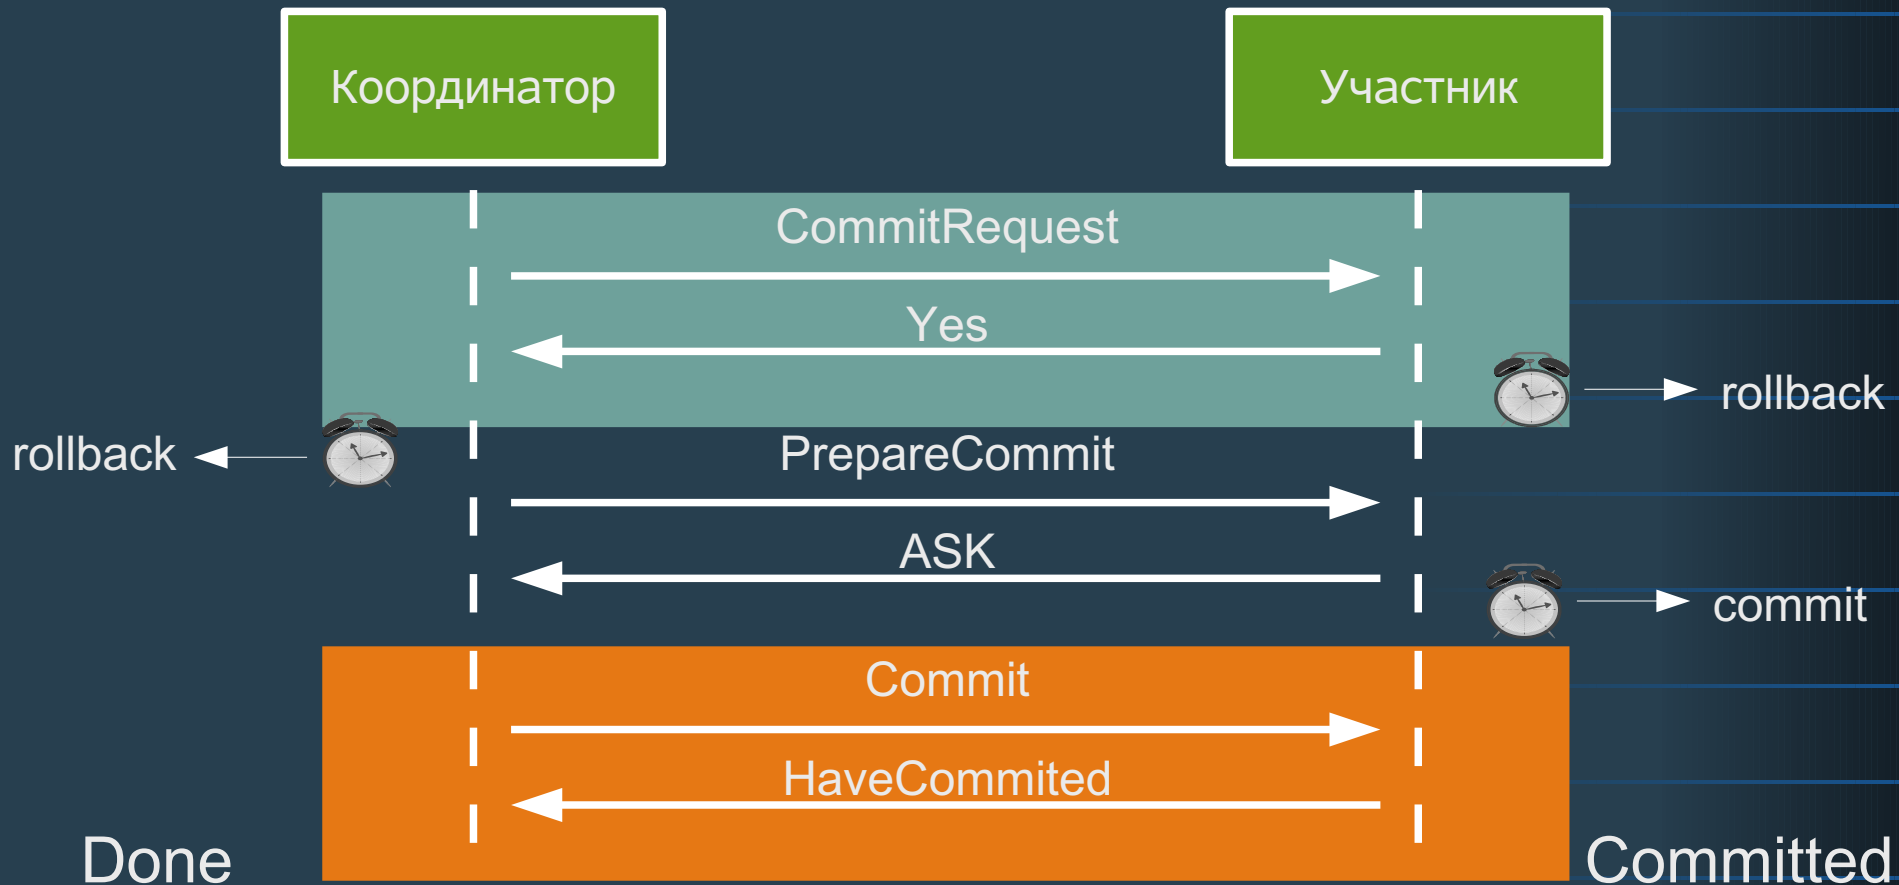 Координатор
Участник
CommitRequest
Yes
rollback
rollback
PrepareCommit
ASK
commit
Commit
HaveCommited
Done
Committed